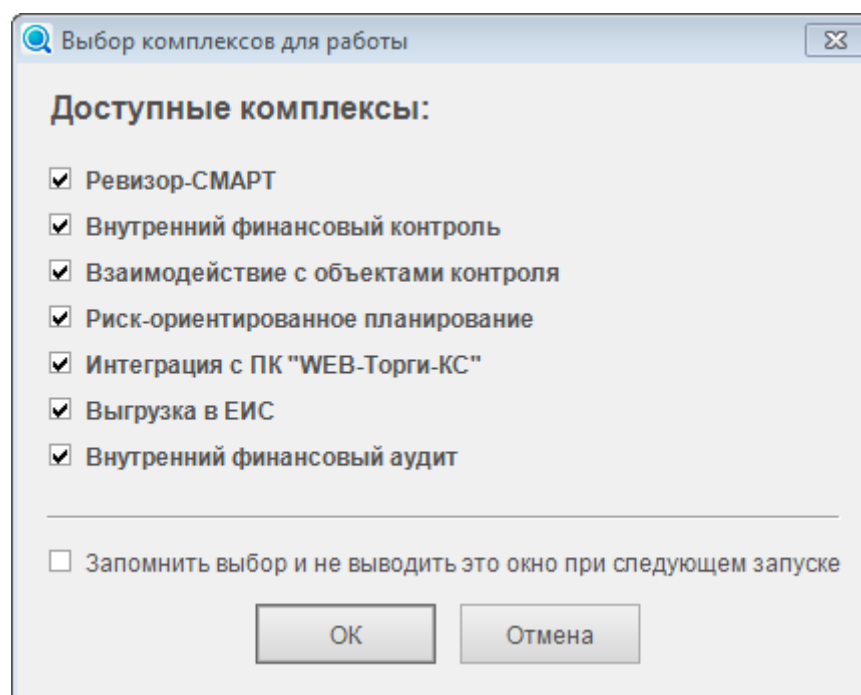 Выбор комплексов для работы
Доступные комплексы:
Ревизор-СМАРТ
Внутренний финансовый контроль
Взаимодействие с объектами контроля
Риск-ориентированное планирование
Интеграция с ПК "WEB-Торги-КС"
Выгрузка в ЕИС
Внутренний финансовый аудит
Запомнить выбор и не выводить это окно при следующем запуске
ОК Отмена